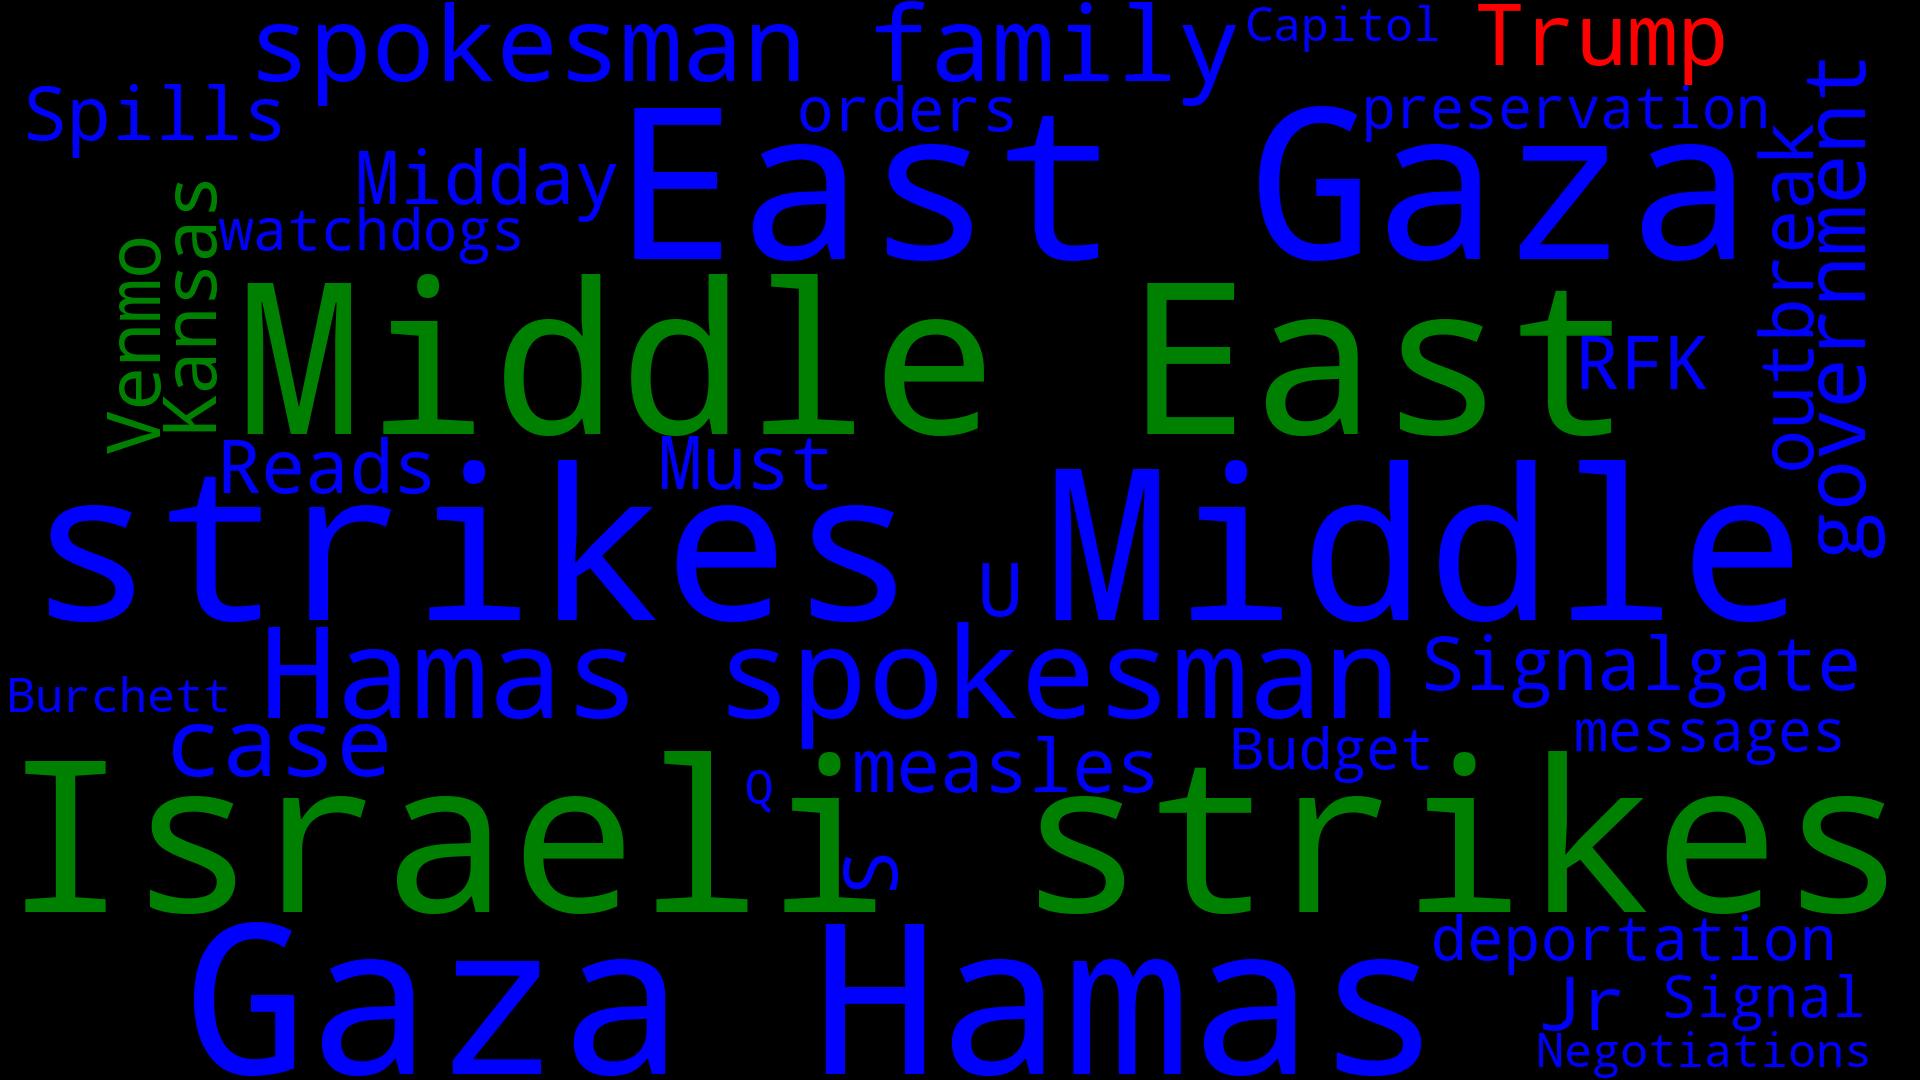 spokesman family
Capitol
Trump
Spills
orders
preservation
Midday
East Gaza
watchdogs
Venmo
Kansas
outbreak
government
Middle East
RFK
Reads
Must
strikes
U
Middle
Hamas spokesman
Signalgate
Burchett
case
measles
Budget
messages
Q
Israeli strikes
S
Gaza Hamas
deportation
Jr
Signal
Negotiations